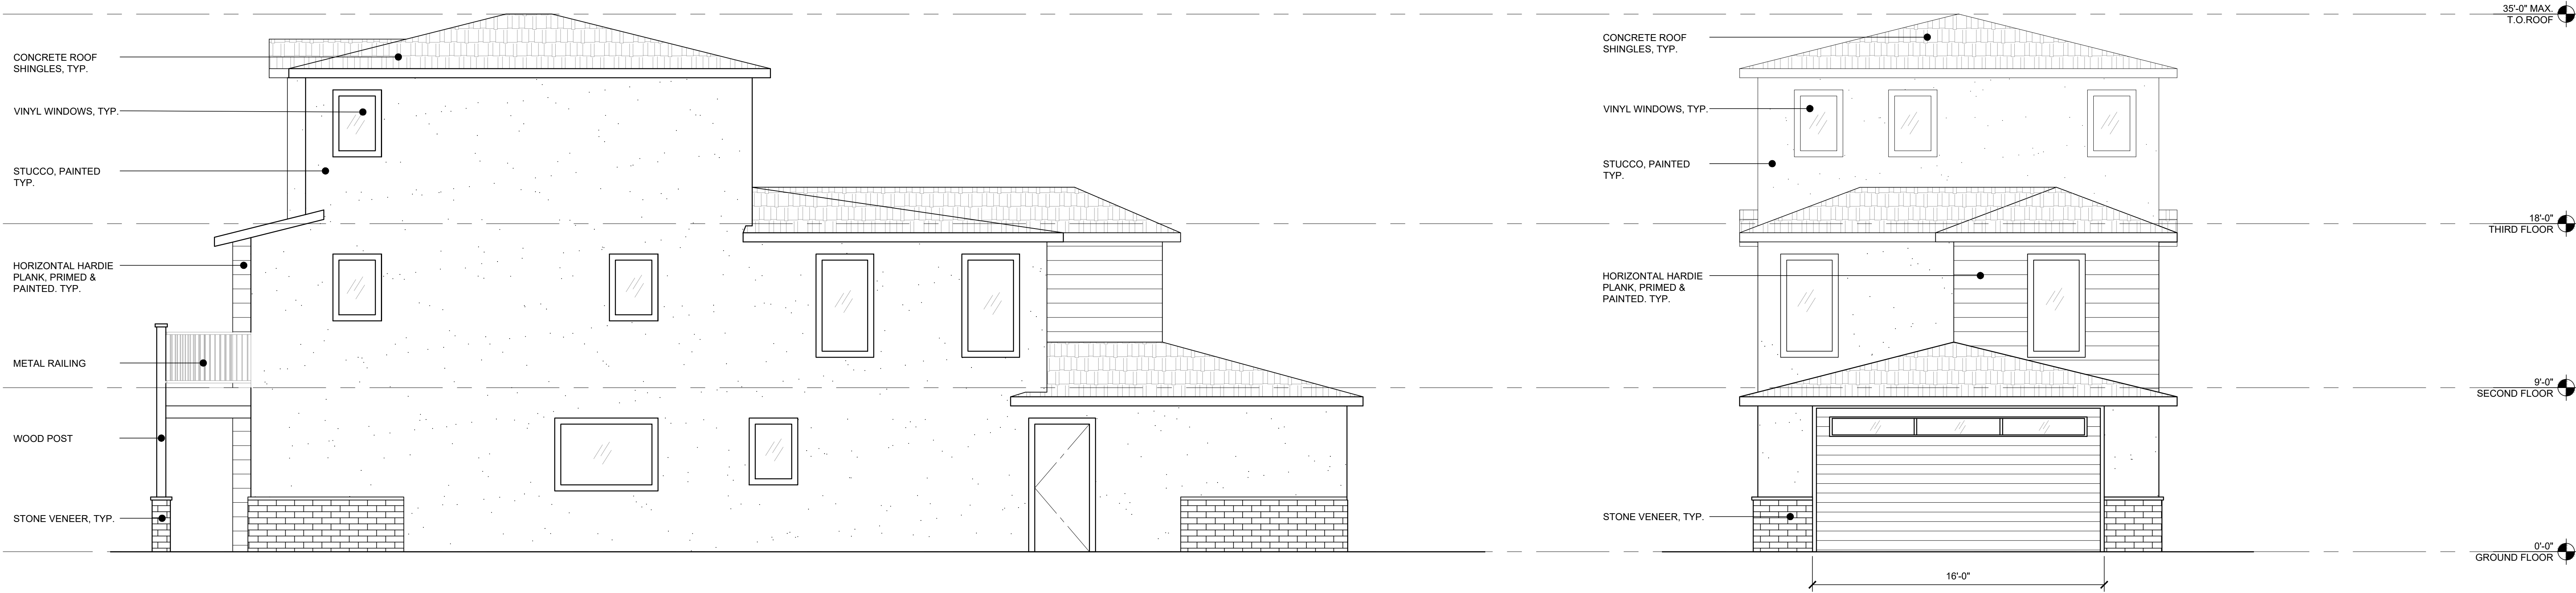 CONCRETE ROOF
SHINGLES, TYP.
VINYL WINDOWS, TYP.
STUCCO, PAINTED
TYP.
HORIZONTAL HARDIE
PLANK, PRIMED &
PAINTED. TYP.
METAL RAILING
WOOD POST
STONE VENEER, TYP.
CONCRETE ROOF
SHINGLES, TYP.
VINYL WINDOWS, TYP.
STUCCO, PAINTED
TYP.
HORIZONTAL HARDIE
PLANK, PRIMED &
PAINTED. TYP.
STONE VENEER, TYP.
16'-0"
35'-0" MAX.
T.O.ROOF
18'-0"
THIRD FLOOR
9'-0"
SECOND FLOOR
0'-0"
GROUND FLOOR